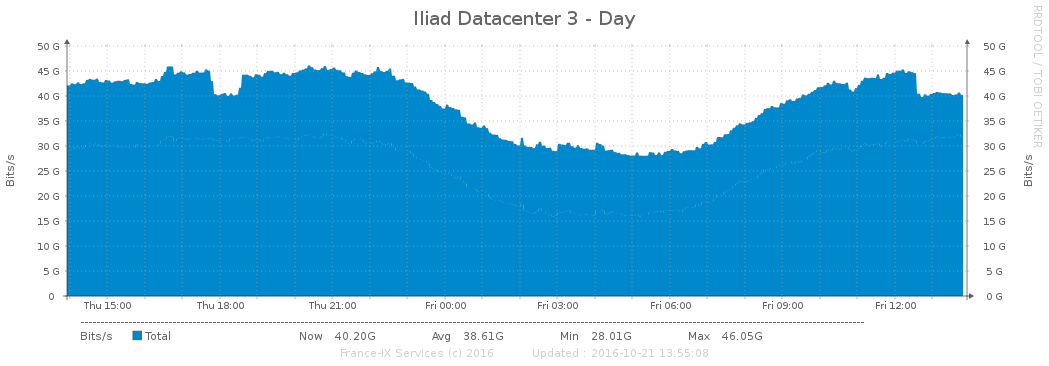 Iliad Datacenter 3 - Day
RRDTOOL / TOBI OETIKER
50 G 50 G
45 G 45 G
40 G 40 G
35 G 35 G
30 G 30 G
25 G 25 G
20 G 20 G
15 G 15 G
10 G 10 G
5 G 5 G
0 0 G
Bits/s Bits/s
Thu 15:00 Thu 18:00 Thu 21:00 Fri 00:00 Fri 03:00 Fri 06:00 Fri 09:00 Fri 12:00
Bits/s Total Now 40.20G Avg 38.61G Min 28.01G Max 46.05G
France-IX Services (c) 2016 Updated : 2016-10-21 13:55:08